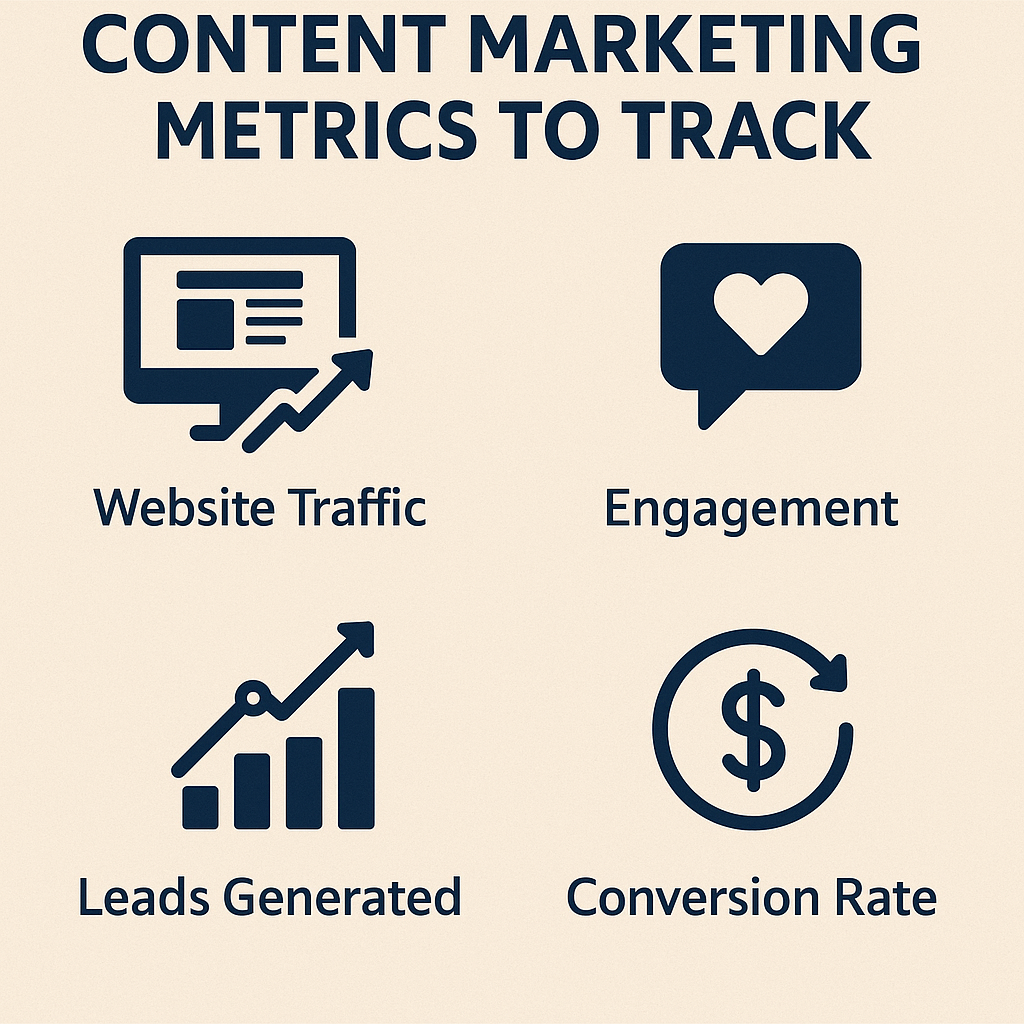 CONTENT MARKETING
METRICS TO TRACK
Website Traffic
Engagement
$
Leads Generated
Conversion Rate